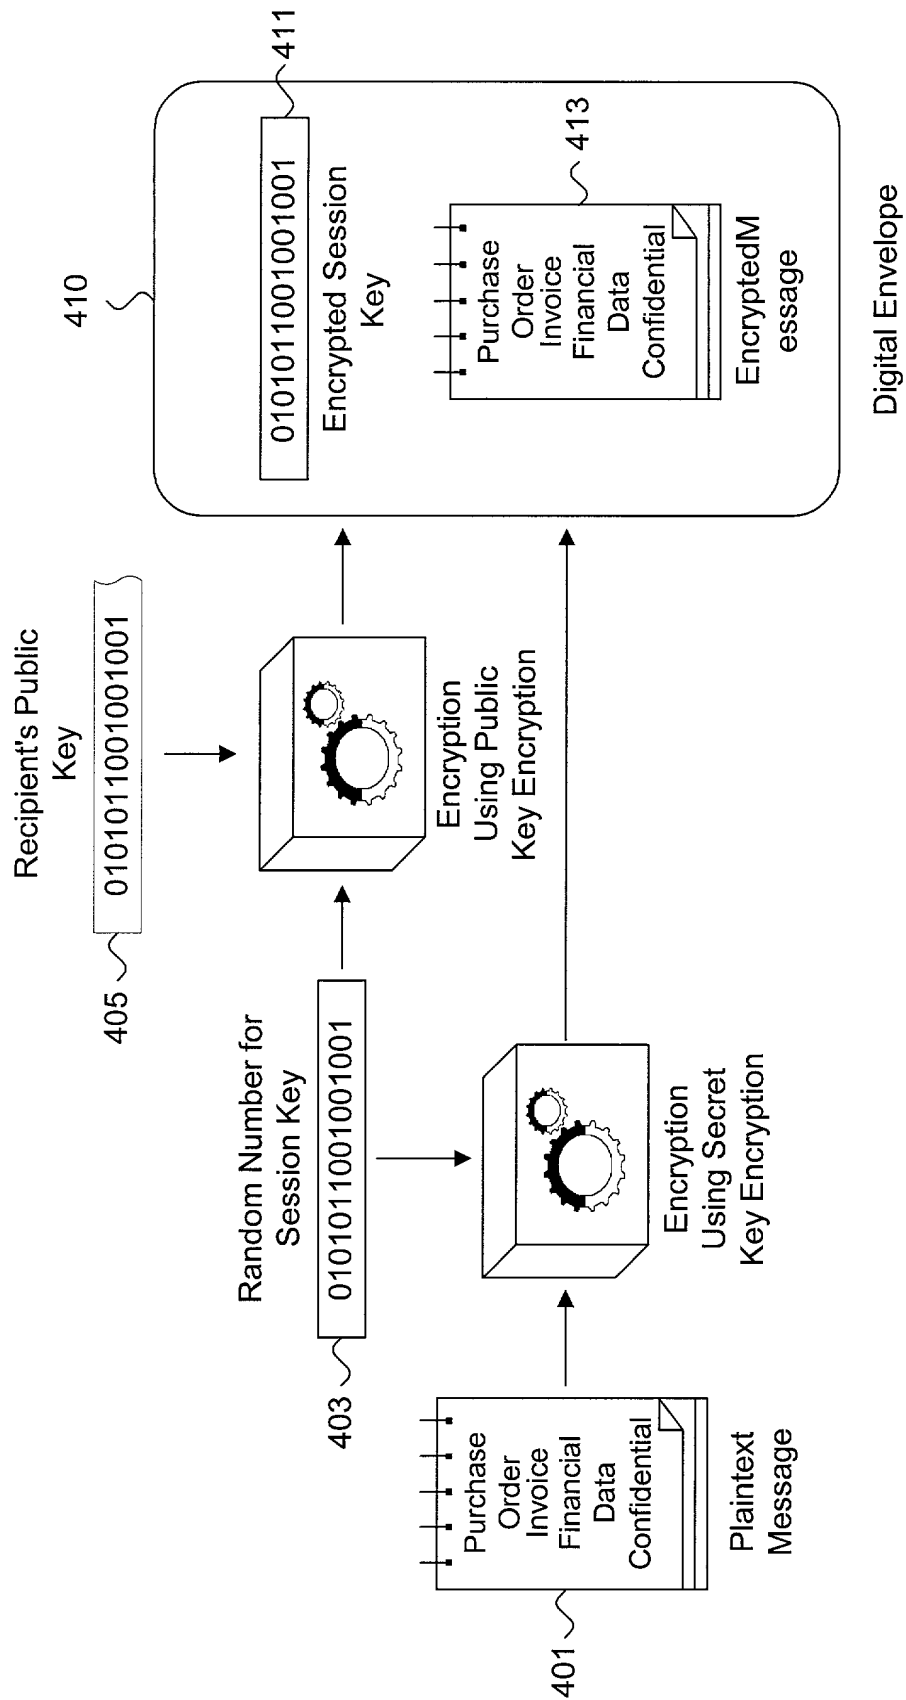 Recipient's Public
Key
0101011001001001
405
410
411
0101011001001001
Encrypted Session
Key
Random Number for
Session Key
0101011001001001
403
Encryption
Using Public
Key Encryption
413
Purchase
Order
Invoice
Financial
Data
Confidential
EncryptedM
essage
Purchase
Order
Invoice
Financial
Data
Confidential
401
Plaintext
Message
Encryption
Using Secret
Key Encryption
Digital Envelope